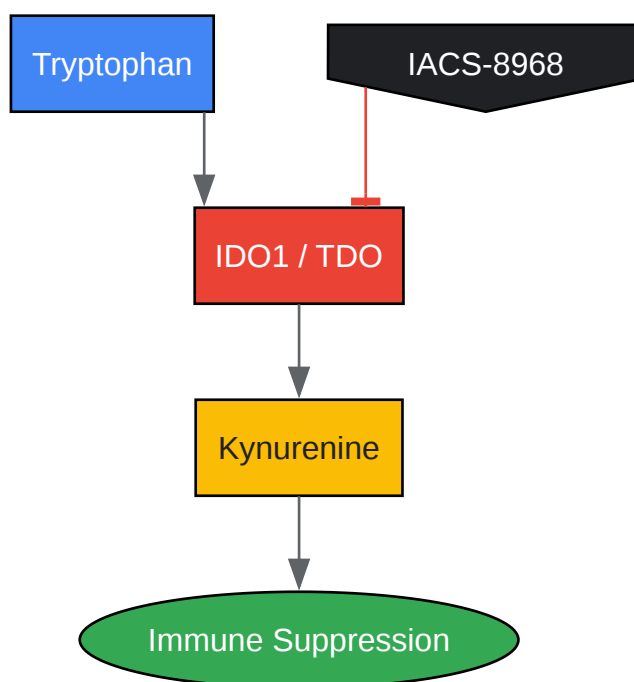 Tryptophan
IACS-8968
IDO1 / TDO
Kynurenine
Immune Suppression